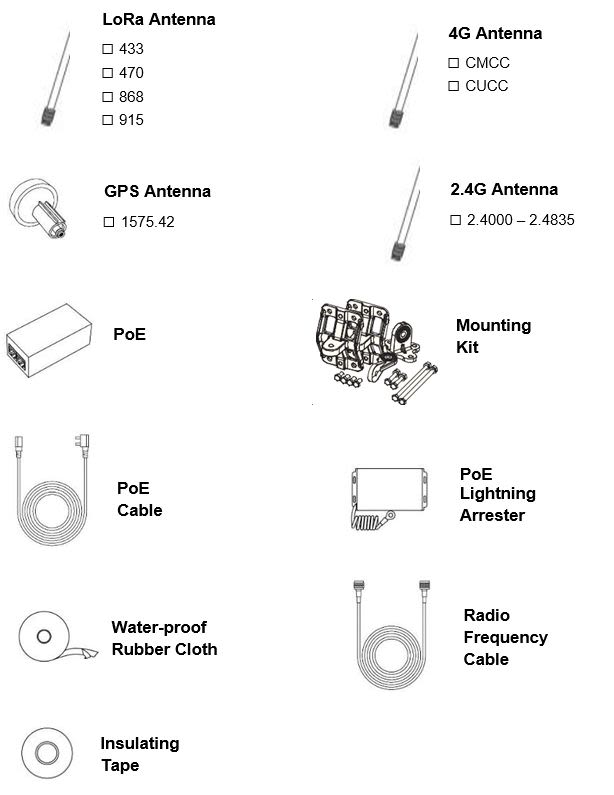 LoRa Antenna
☐ 433
☐ 470
☐ 868
☐ 915
4G Antenna
☐ CMCC
☐ CUCC
GPS Antenna
☐ 1575.42
2.4G Antenna
☐ 2.4000 – 2.4835
PoE
Mounting
Kit
PoE
Cable
PoE
Lightning
Arrester
Water-proof
Rubber Cloth
Radio
Frequency
Cable
Insulating
Tape